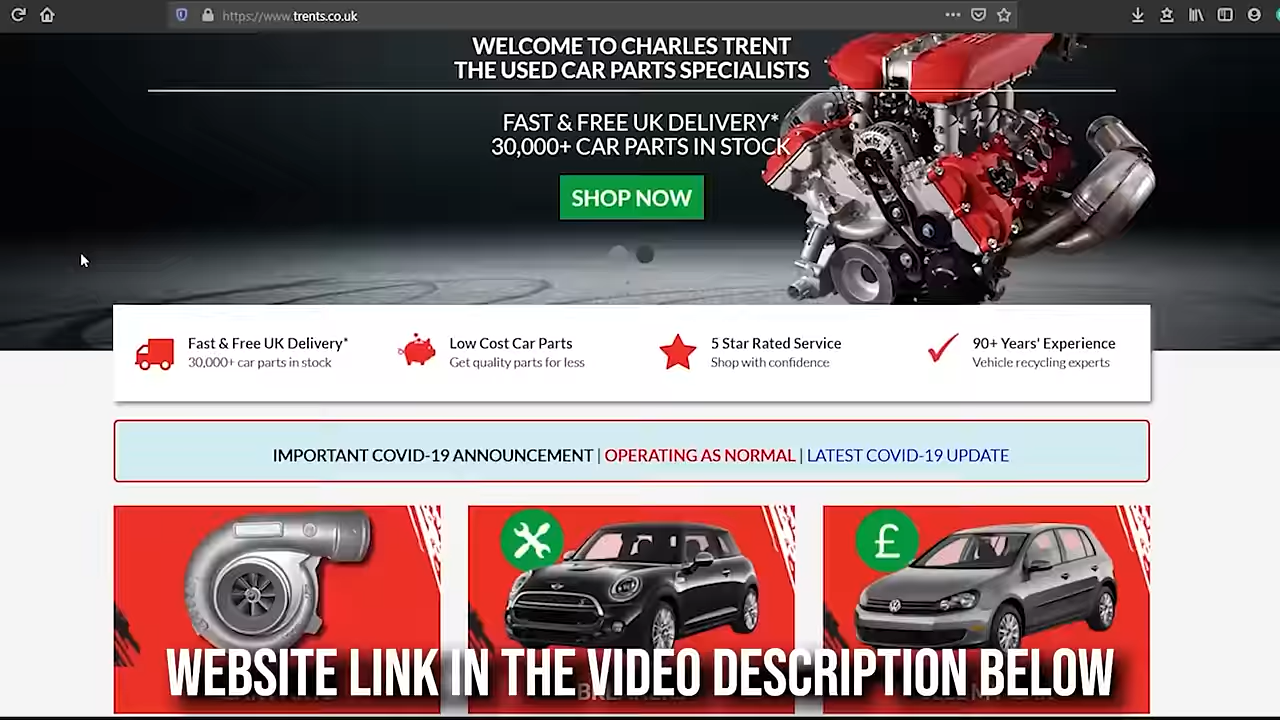 https://www.trents.co.uk
WELCOME TO CHARLES TRENT
THE USED CAR PARTS SPECIALISTS
FAST & FREE UK DELIVERY*
30,000+ CAR PARTS IN STOCK
SHOP NOW
Fast & Free UK Delivery*
30,000+ car parts in stock
Low Cost Car Parts
Get quality parts for less
5 Star Rated Service
Shop with confidence
90+ Years' Experience
Vehicle recycling experts
IMPORTANT COVID-19 ANNOUNCEMENT | OPERATING AS NORMAL | LATEST COVID-19 UPDATE
£
WEBSITE LINK IN THE VIDEO DESCRIPTION BELOW